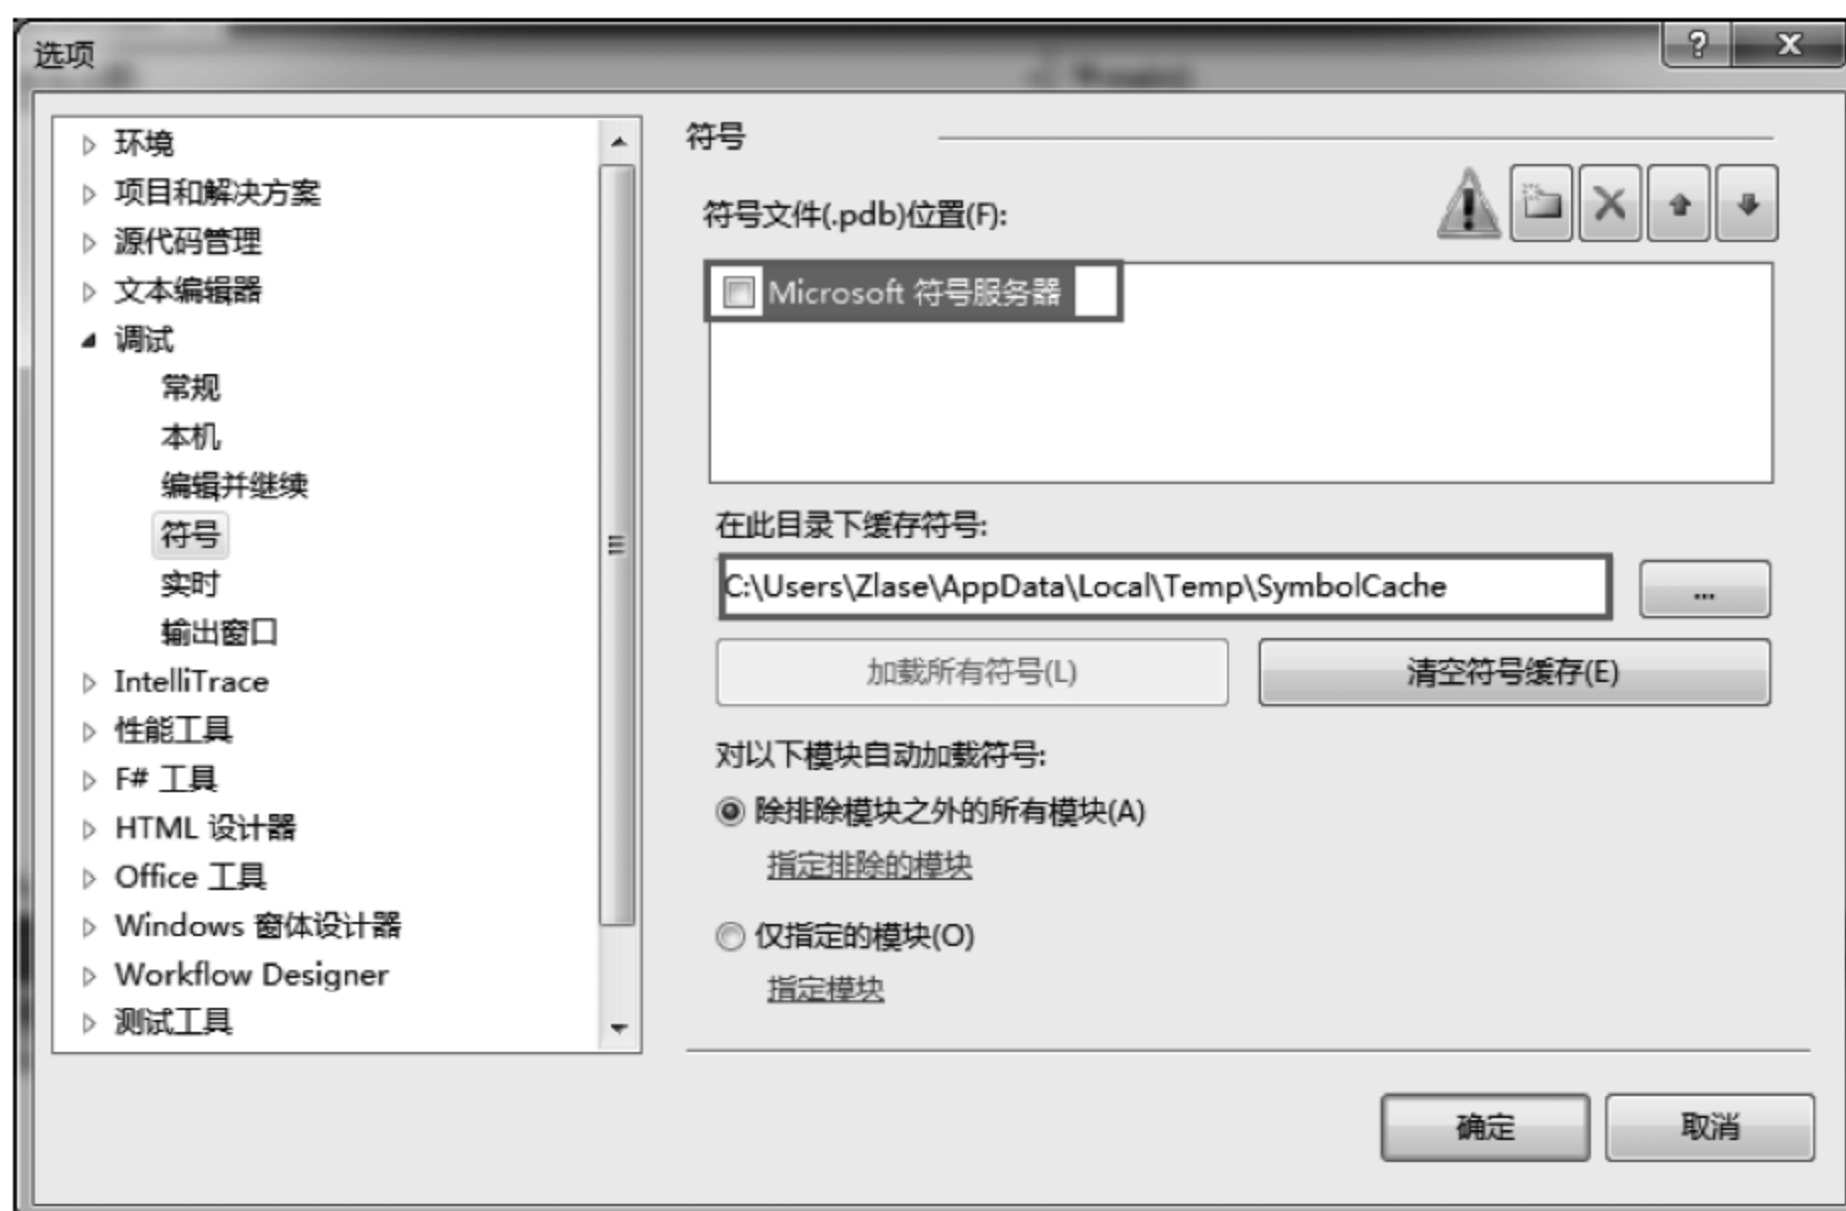 选项
环境
项目和解决方案
源代码管理
文本编辑器
调试
常规
本机
编辑并继续
符号
实时
输出窗口
IntelliTrace
性能工具
F# 工具
HTML 设计器
Office 工具
Windows 窗体设计器
Workflow Designer
测试工具
符号
符号文件(.pdb)位置(F):
Microsoft 符号服务器
在此目录下缓存符号:
C:\Users\Zlase\AppData\Local\Temp\SymbolCache
...
加载所有符号(L)
清空符号缓存(E)
对以下模块自动加载符号:
除排除模块之外的所有模块(A)
指定排除的模块
仅指定的模块(O)
指定模块
确定
取消